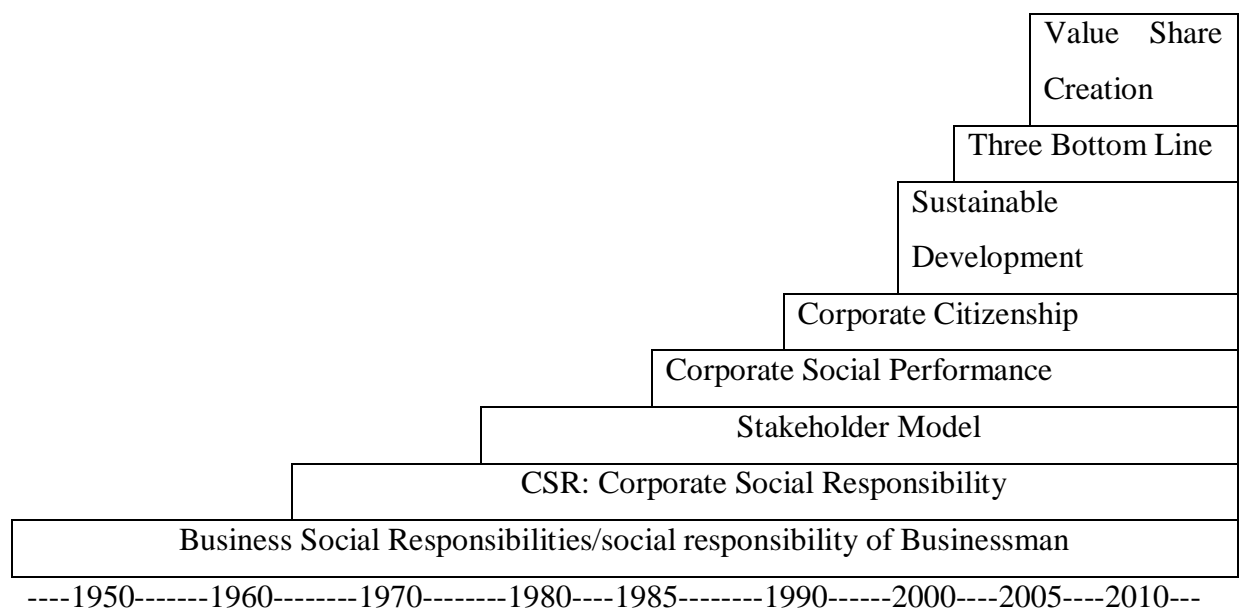 Value Share
Creation
Three Bottom Line
Sustainable
Development
Corporate Citizenship
Corporate Social Performance
Stakeholder Model
CSR: Corporate Social Responsibility
Business Social Responsibilities/social responsibility of Businessman
----1950-------1960--------1970--------1980----1985--------1990------2000----2005----2010---